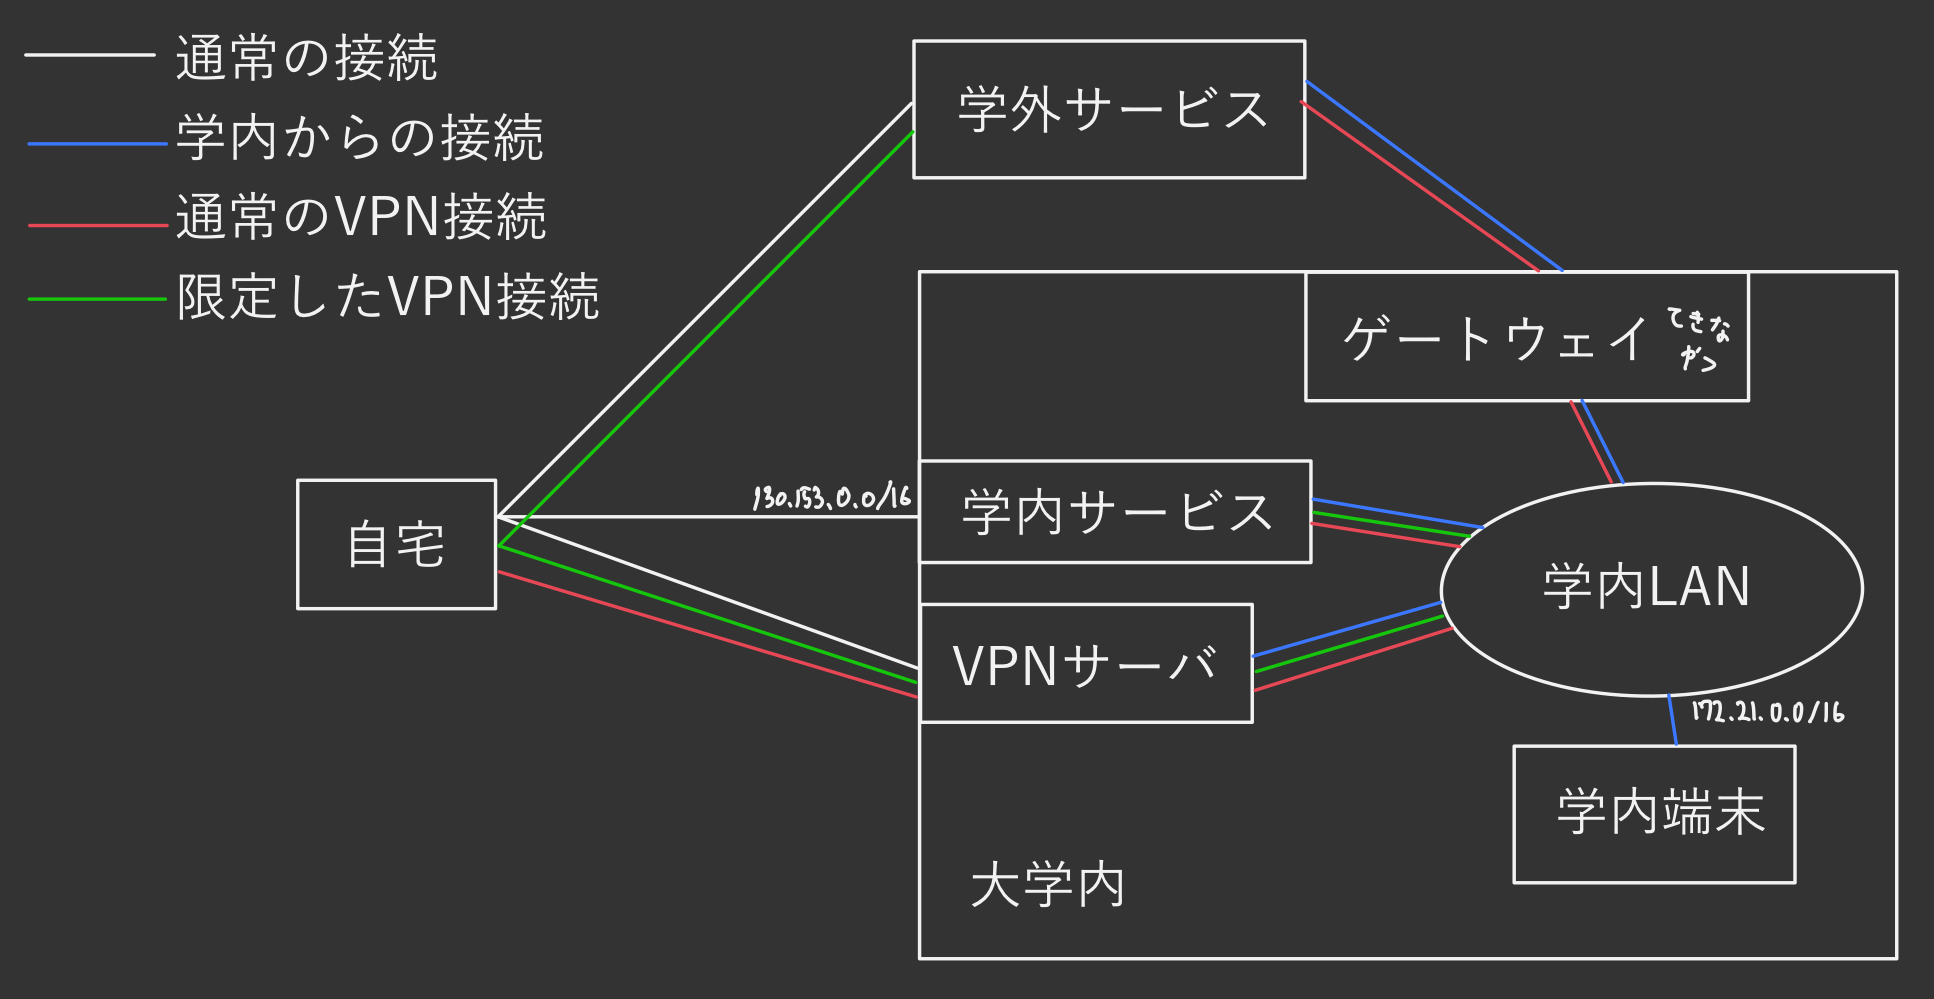 通常の接続
学内からの接続
通常のVPN接続
限定したVPN接続
学外サービス
ゲートウェイ
てきな
やつ
130.153.0.0/16
学内サービス
自宅
学内LAN
VPNサーバ
172.21.0.0/16
学内端末
大学内